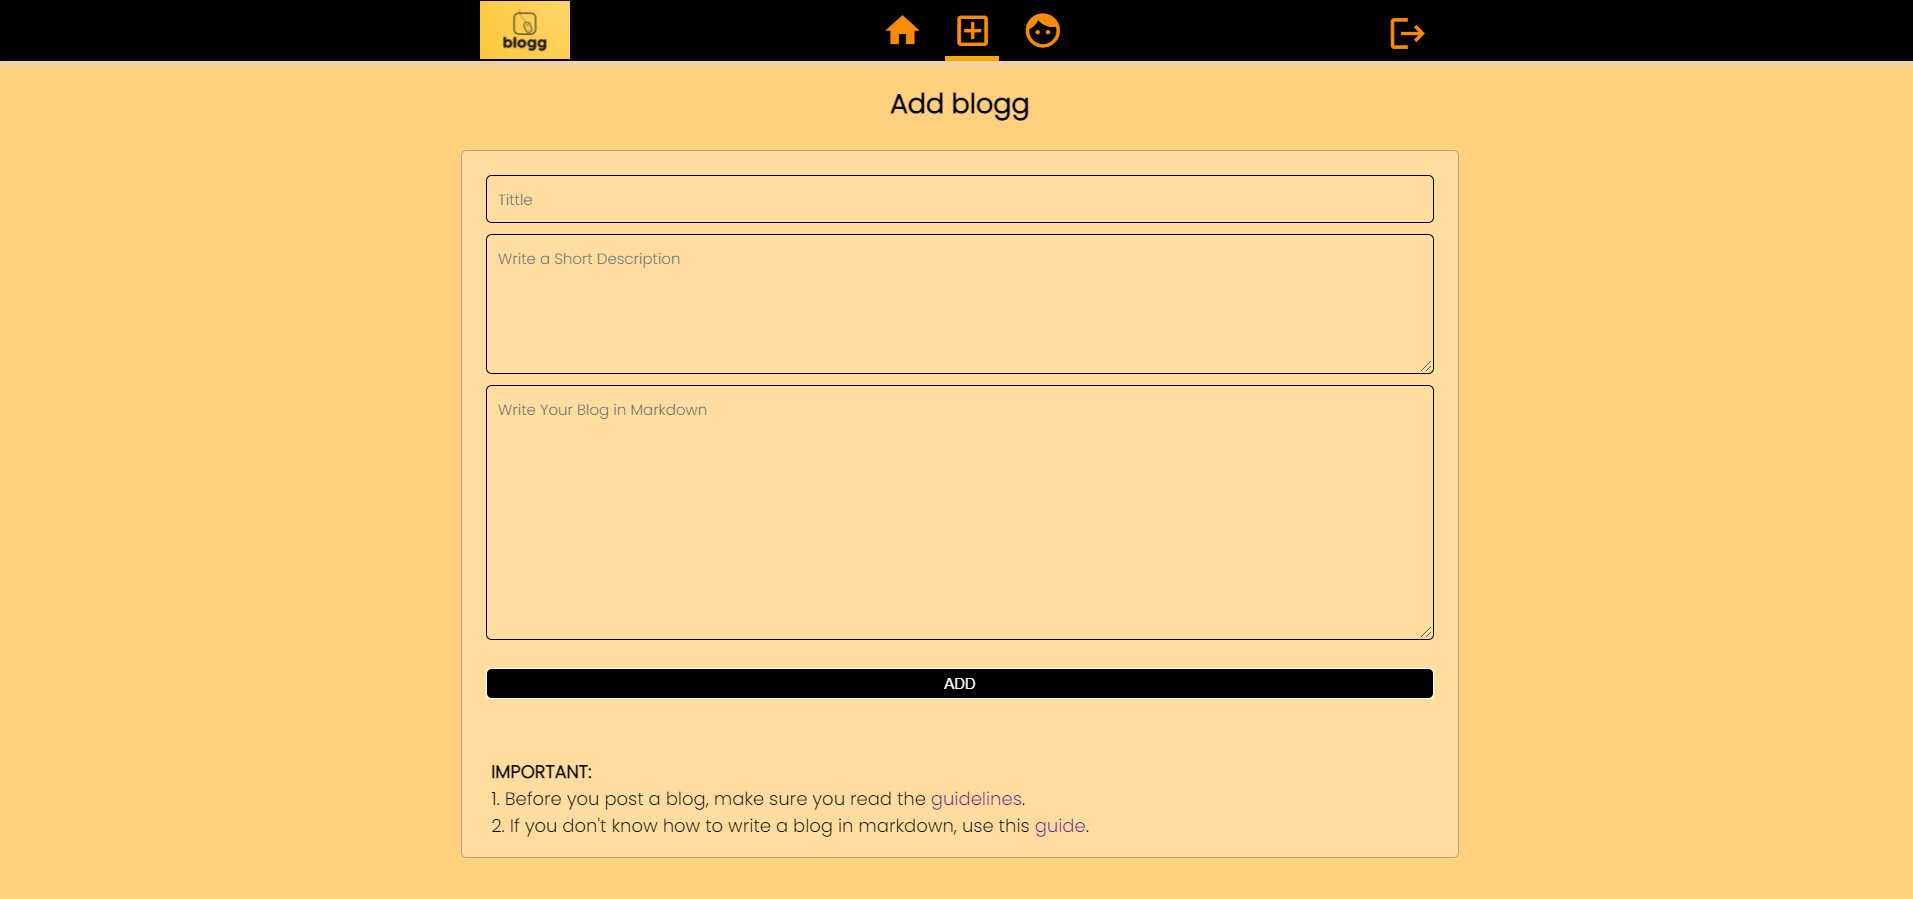 blogg
Add blogg
Tittle
Write a Short Description
Write Your Blog in Markdown
ADD
IMPORTANT:
1. Before you post a blog, make sure you read the guidelines.
2. If you don't know how to write a blog in markdown, use this guide.